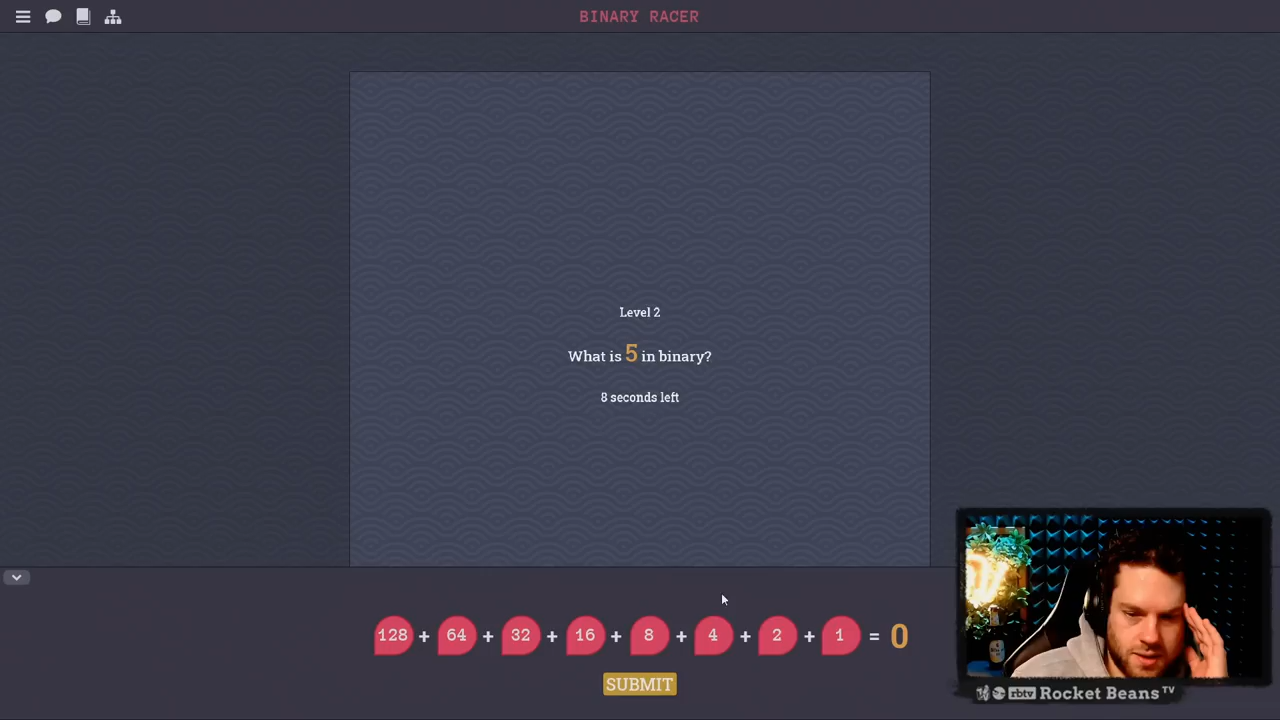 BINARY RACER
Level 2
What is 5 in binary?
8 seconds left
128 + 64 + 32 + 16 + 8 + 4 + 2 + 1 = 0
SUBMIT
rbtv Rocket Beans TV